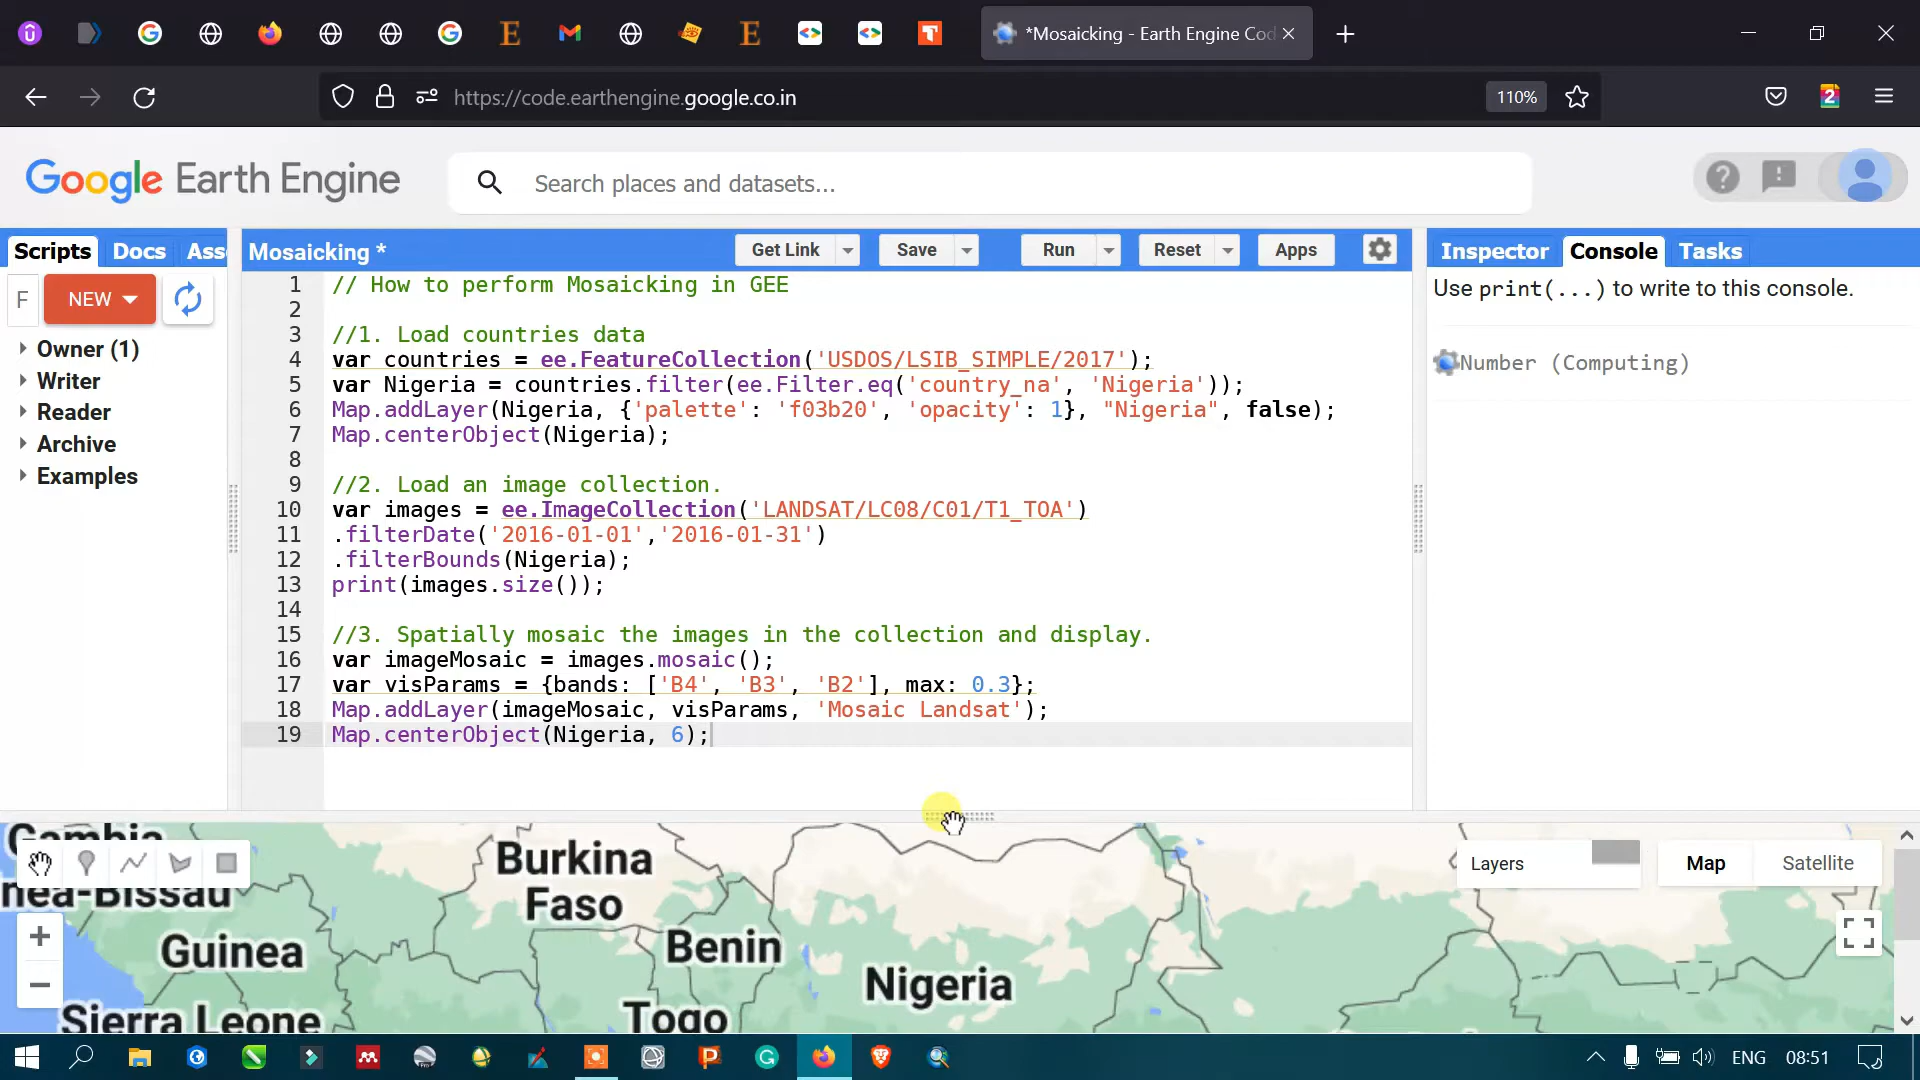 *Mosaicking - Earth Engine Cod
https://code.earthengine.google.co.in
110%
2
Google Earth Engine
Search places and datasets...
Scripts
Docs
Ass
Mosaicking *
Get Link
Save
Run
Reset
Apps
Inspector
Console
Tasks
F
NEW
Owner (1)
Writer
Reader
Archive
Examples
1 // How to perform Mosaicking in GEE
2
3 //1. Load countries data
4 var countries = ee.FeatureCollection('USDOS/LSIB_SIMPLE/2017');
5 var Nigeria = countries.filter(ee.Filter.eq('country_na', 'Nigeria'));
6 Map.addLayer(Nigeria, {'palette': 'f03b20', 'opacity': 1}, "Nigeria", false);
7 Map.centerObject(Nigeria);
8
9 //2. Load an image collection.
10 var images = ee.ImageCollection('LANDSAT/LC08/C01/T1_TOA')
11 .filterDate('2016-01-01','2016-01-31')
12 .filterBounds(Nigeria);
13 print(images.size());
14
15 //3. Spatially mosaic the images in the collection and display.
16 var imageMosaic = images.mosaic();
17 var visParams = {bands: ['B4', 'B3', 'B2'], max: 0.3};
18 Map.addLayer(imageMosaic, visParams, 'Mosaic Landsat');
19 Map.centerObject(Nigeria, 6);
Use print(...) to write to this console.
Number (Computing)
Gambia
nea-Bissau
Guinea
Sierra Leone
Burkina
Faso
Benin
Togo
Nigeria
Layers
Map
Satellite
ENG
08:51